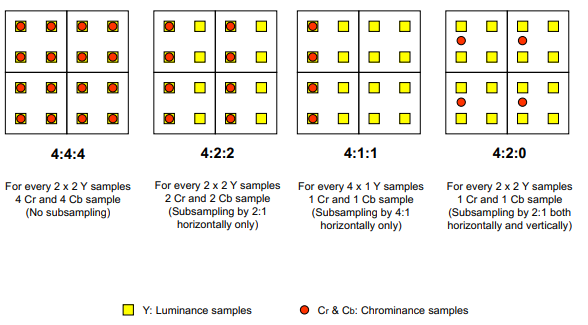 4:4:4
For every 2 x 2 Y samples
4 Cr and 4 Cb sample
(No subsampling)
4:2:2
For every 2 x 2 Y samples
2 Cr and 2 Cb sample
(Subsampling by 2:1
horizontally only)
4:1:1
For every 4 x 1 Y samples
1 Cr and 1 Cb sample
(Subsampling by 4:1
horizontally only)
4:2:0
For every 2 x 2 Y samples
1 Cr and 1 Cb sample
(Subsampling by 2:1 both
horizontally and vertically)
Y: Luminance samples
Cr & Cb: Chrominance samples